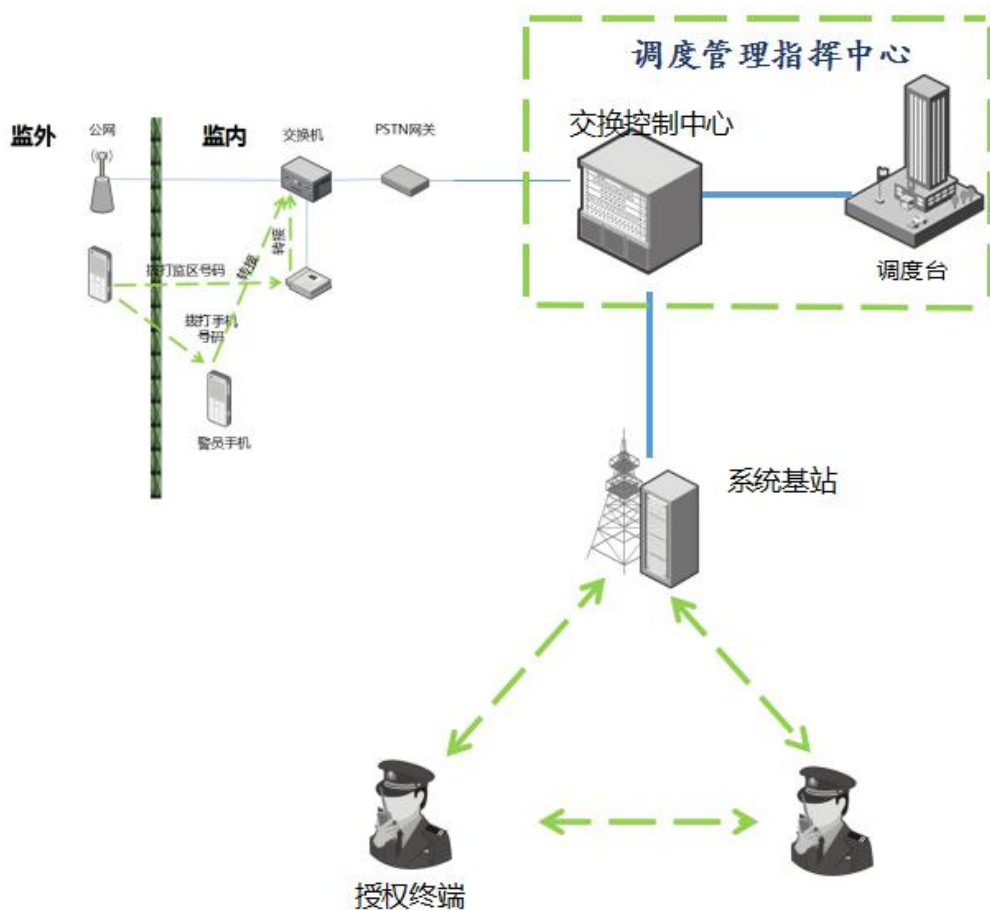 调度管理指挥中心
交换控制中心
调度台
监外
公网
监内
交换机
PSTN网关
拨打监区号码
转接
转接
拨打手机
号码
警员手机
系统基站
授权终端